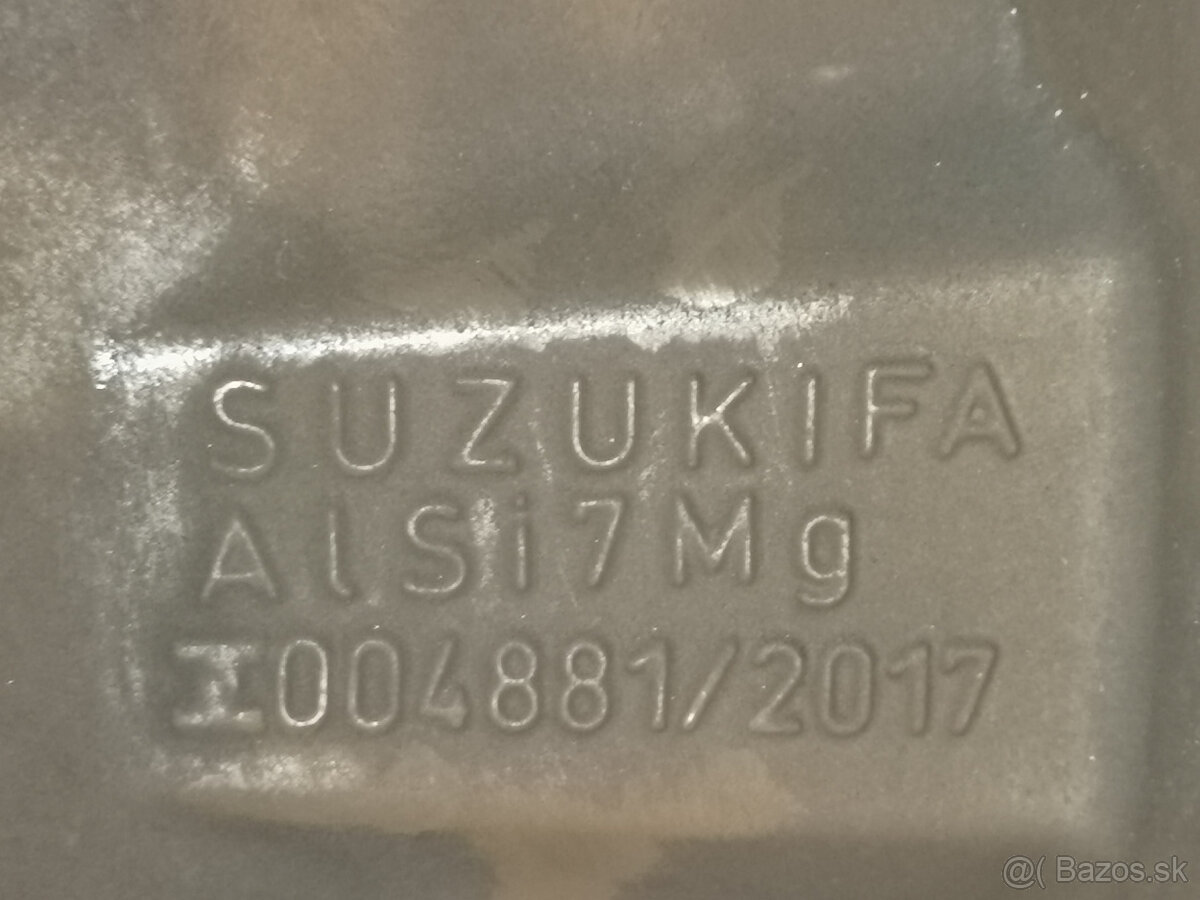 SUZUKIFA
AlSi7Mg
004881/2017
@( Bazos.sk